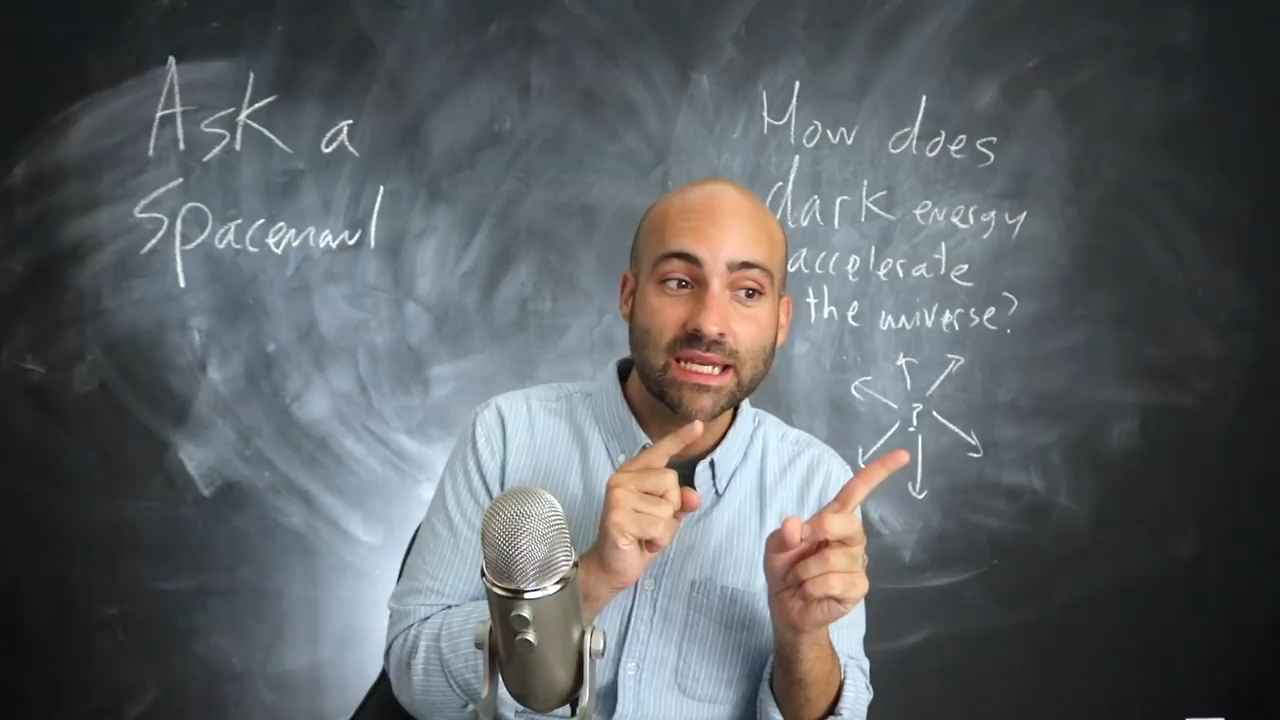 Ask a
Spaceman!
How does
dark energy
accelerate
the universe?
?